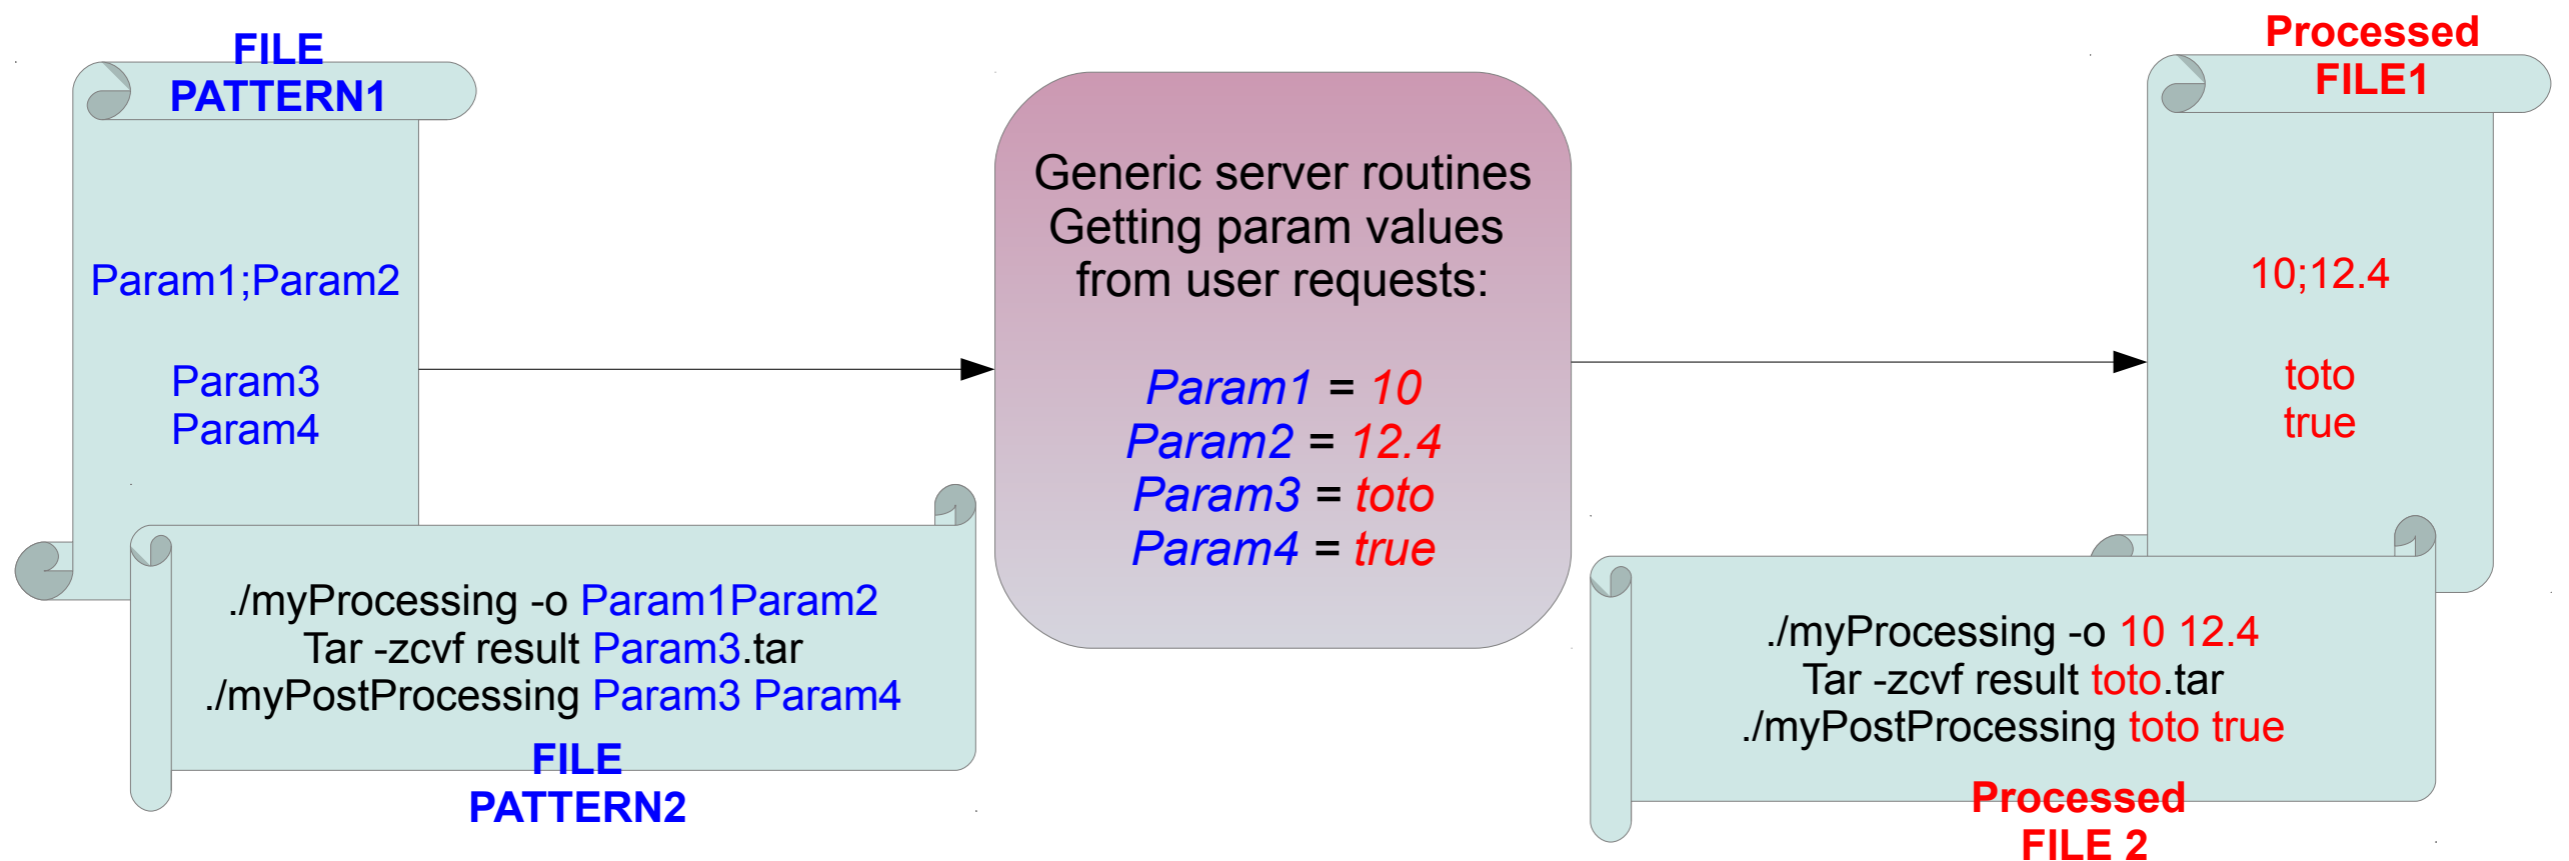 FILE
PATTERN1
Param1;Param2
Param3
Param4
./myProcessing -o Param1Param2
Tar -zcvf result Param3.tar
./myPostProcessing Param3 Param4
FILE
PATTERN2
Generic server routines
Getting param values
from user requests:
Param1 = 10
Param2 = 12.4
Param3 = toto
Param4 = true
Processed
FILE1
10;12.4
toto
true
./myProcessing -o 10 12.4
Tar -zcvf result toto.tar
./myPostProcessing toto true
Processed
FILE 2